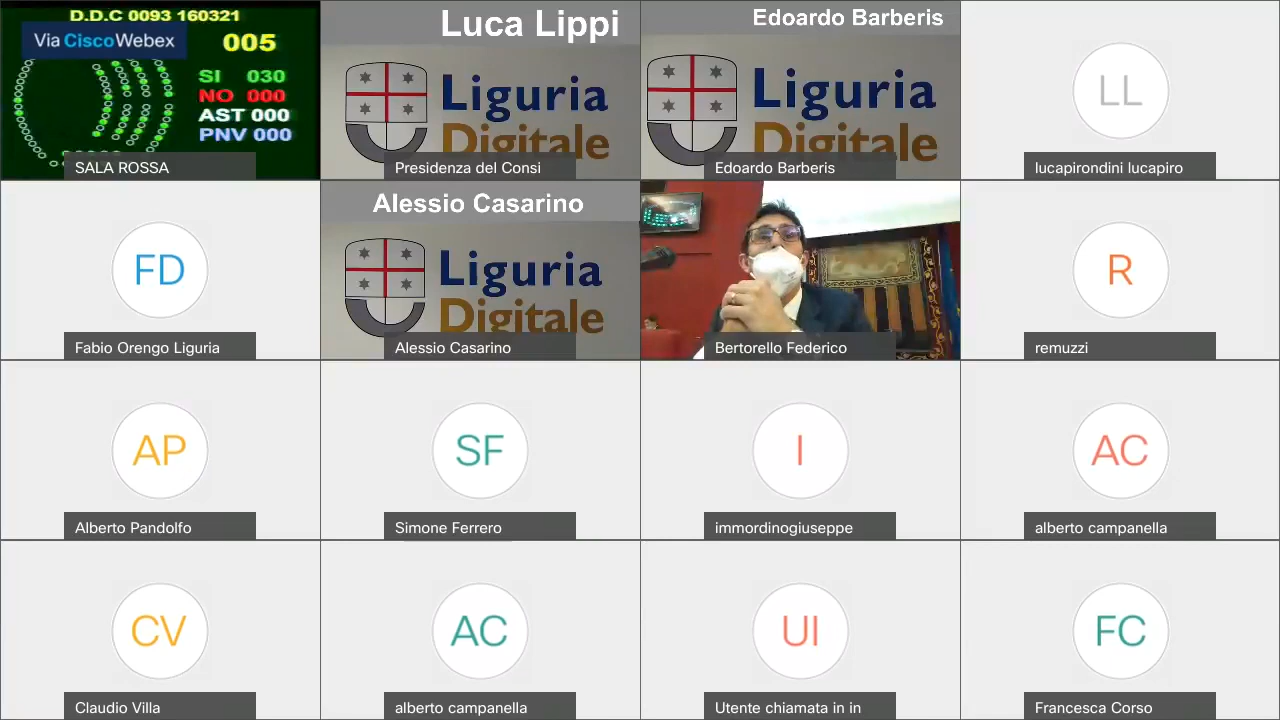 D.D.C 0093 160321
Via CiscoWebex
005
SI 030
NO 000
AST 000
PNV 000
SALA ROSSA
Luca Lippi
Liguria
Digitale
Presidenza del Consi
Edoardo Barberis
Liguria
Digitale
Edoardo Barberis
LL
lucapirondini lucapiro
FD
Fabio Orengo Liguria
Alessio Casarino
Liguria
Digitale
Alessio Casarino
Bertorello Federico
R
remuzzi
AP
Alberto Pandolfo
SF
Simone Ferrero
I
immordinogiuseppe
AC
alberto campanella
CV
Claudio Villa
AC
alberto campanella
UI
Utente chiamata in in
FC
Francesca Corso